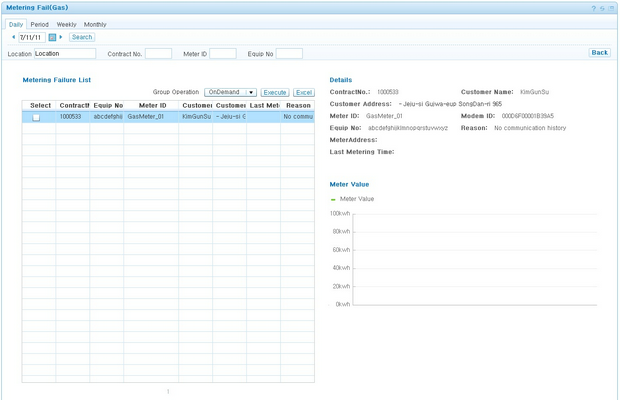 Metering Fail(Gas)
Daily Period Weekly Monthly
7/11/11 Search
Location Location Contract No. Meter ID Equip No Back
Metering Failure List
Group Operation OnDemand Execute Excel
Select Contract Equip No Meter ID Customer Customer Last Met Reason
1000533 abcdefghij GasMeter_01 KimGunSu - Jeju-si G No commu
1
Details
ContractNo.: 1000533 Customer Name: KimGunSu
Customer Address: - Jeju-si Gujwa-eup SongDan-ri 965
Meter ID: GasMeter_01 Modem ID: 000D6F00001B39A5
Equip No: abcdefghijklmnopqrstuvwxyz Reason: No communication history
MeterAddress:
Last Metering Time:
Meter Value
Meter Value
100kwh
80kwh
60kwh
40kwh
20kwh
0kwh